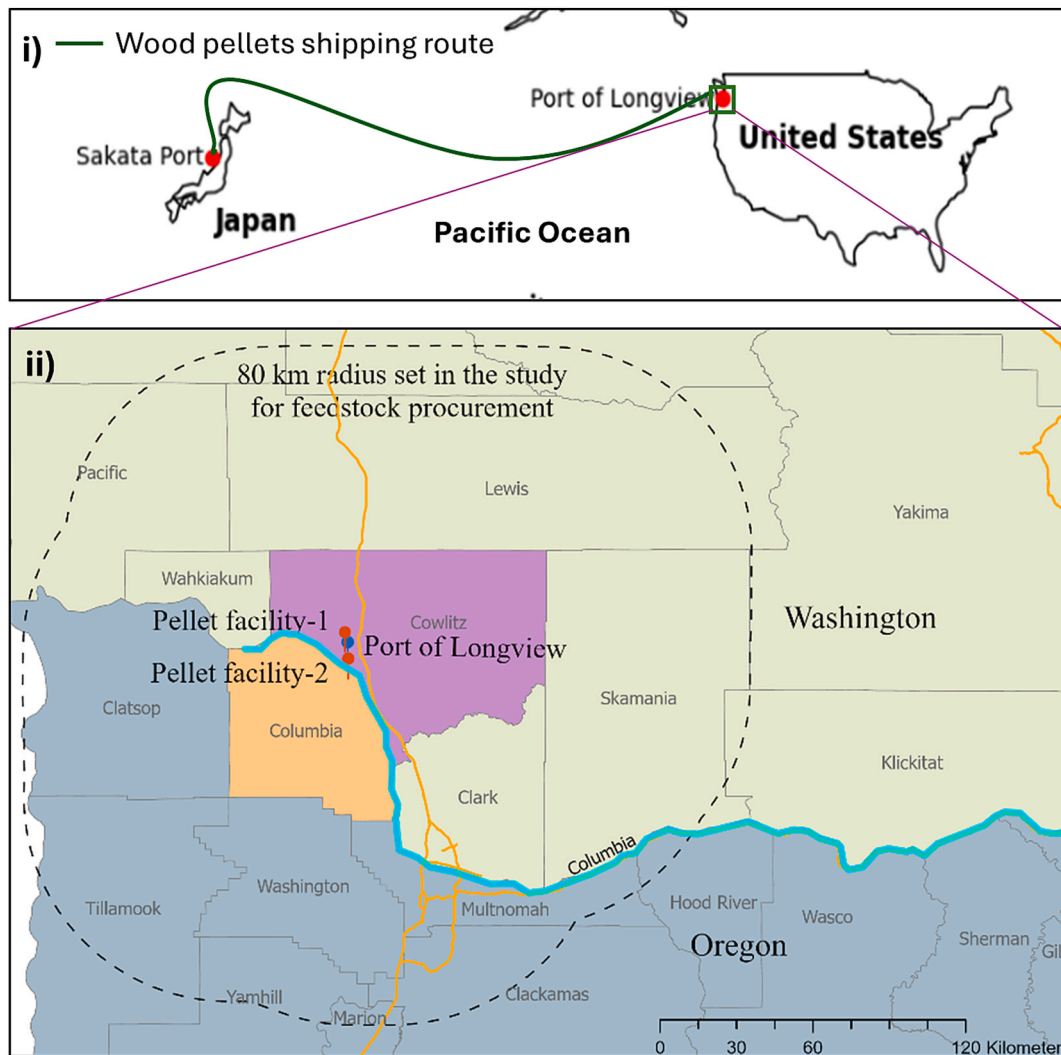 i)
Wood pellets shipping route
Port of Longview
United States
Sakata Port
Japan
Pacific Ocean
ii)
80 km radius set in the study
for feedstock procurement
Pacific
Lewis
Yakima
Wahkiakum
Pellet facility-1
Cowlitz
Washington
Port of Longview
Pellet facility-2
Skamania
Clatsop
Columbia
Klickitat
Clark
Columbia
Washington
Tillamook
Multnomah
Hood River
Wasco
Sherman
Oregon
Gil
Yamhill
Clackamas
Marion
0 30 60 120 Kilometer